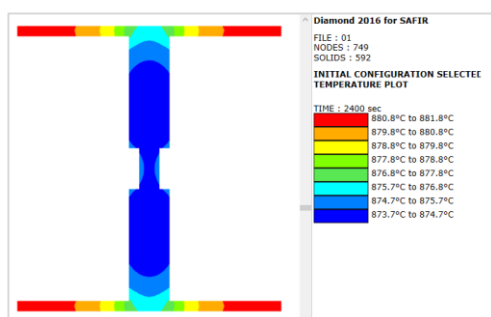 Diamond 2016 for SAFIR
FILE : 01
NODES : 749
SOLIDS : 592
INITIAL CONFIGURATION SELECTED
TEMPERATURE PLOT
TIME : 2400 sec
880.8°C to 881.8°C
879.8°C to 880.8°C
878.8°C to 879.8°C
877.8°C to 878.8°C
876.8°C to 877.8°C
875.7°C to 876.8°C
874.7°C to 875.7°C
873.7°C to 874.7°C